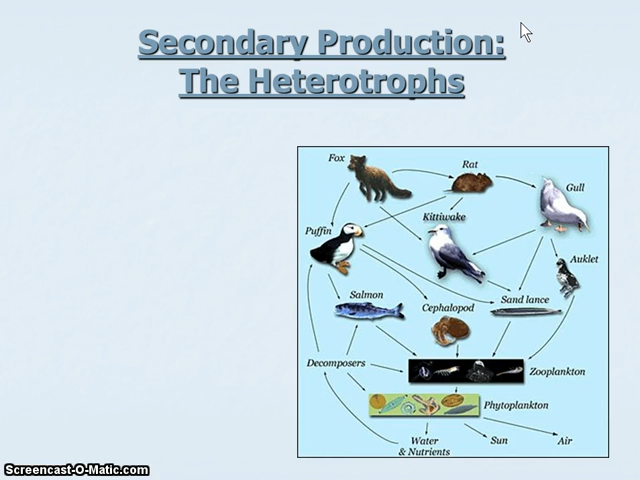 Secondary Production:
The Heterotrophs
Fox
Rat
Gull
Kittiwake
Puffin
Auklet
Salmon
Cephalopod
Sand lance
Decomposers
Zooplankton
Phytoplankton
Water
& Nutrients
Sun
Air
Screencast-O-Matic.com